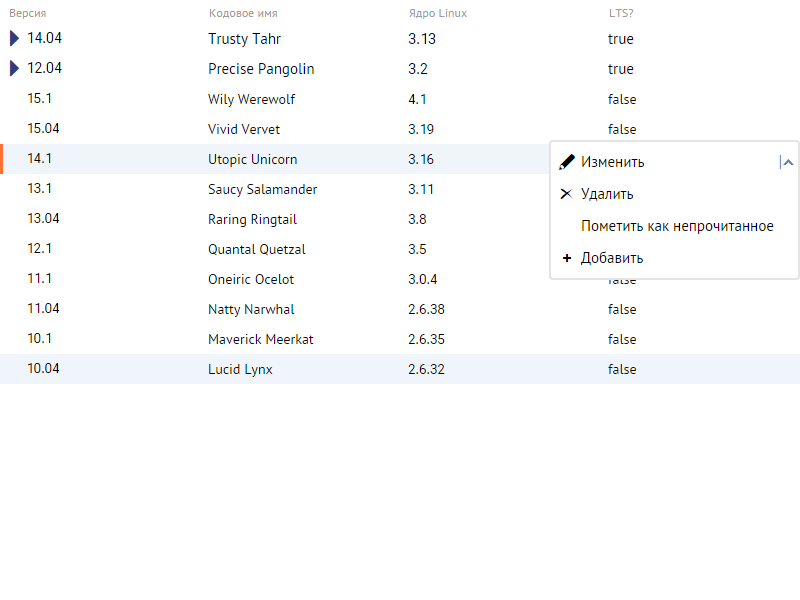 Версия Кодовое имя Ядро Linux LTS?
14.04 Trusty Tahr 3.13 true
12.04 Precise Pangolin 3.2 true
15.1 Wily Werewolf 4.1 false
15.04 Vivid Vervet 3.19 false
14.1 Utopic Unicorn 3.16
Изменить
13.1 Saucy Salamander 3.11
Удалить
13.04 Raring Ringtail 3.8
Пометить как непрочитанное
12.1 Quantal Quetzal 3.5
Добавить
11.1 Oneiric Ocelot 3.0.4 false
11.04 Natty Narwhal 2.6.38 false
10.1 Maverick Meerkat 2.6.35 false
10.04 Lucid Lynx 2.6.32 false